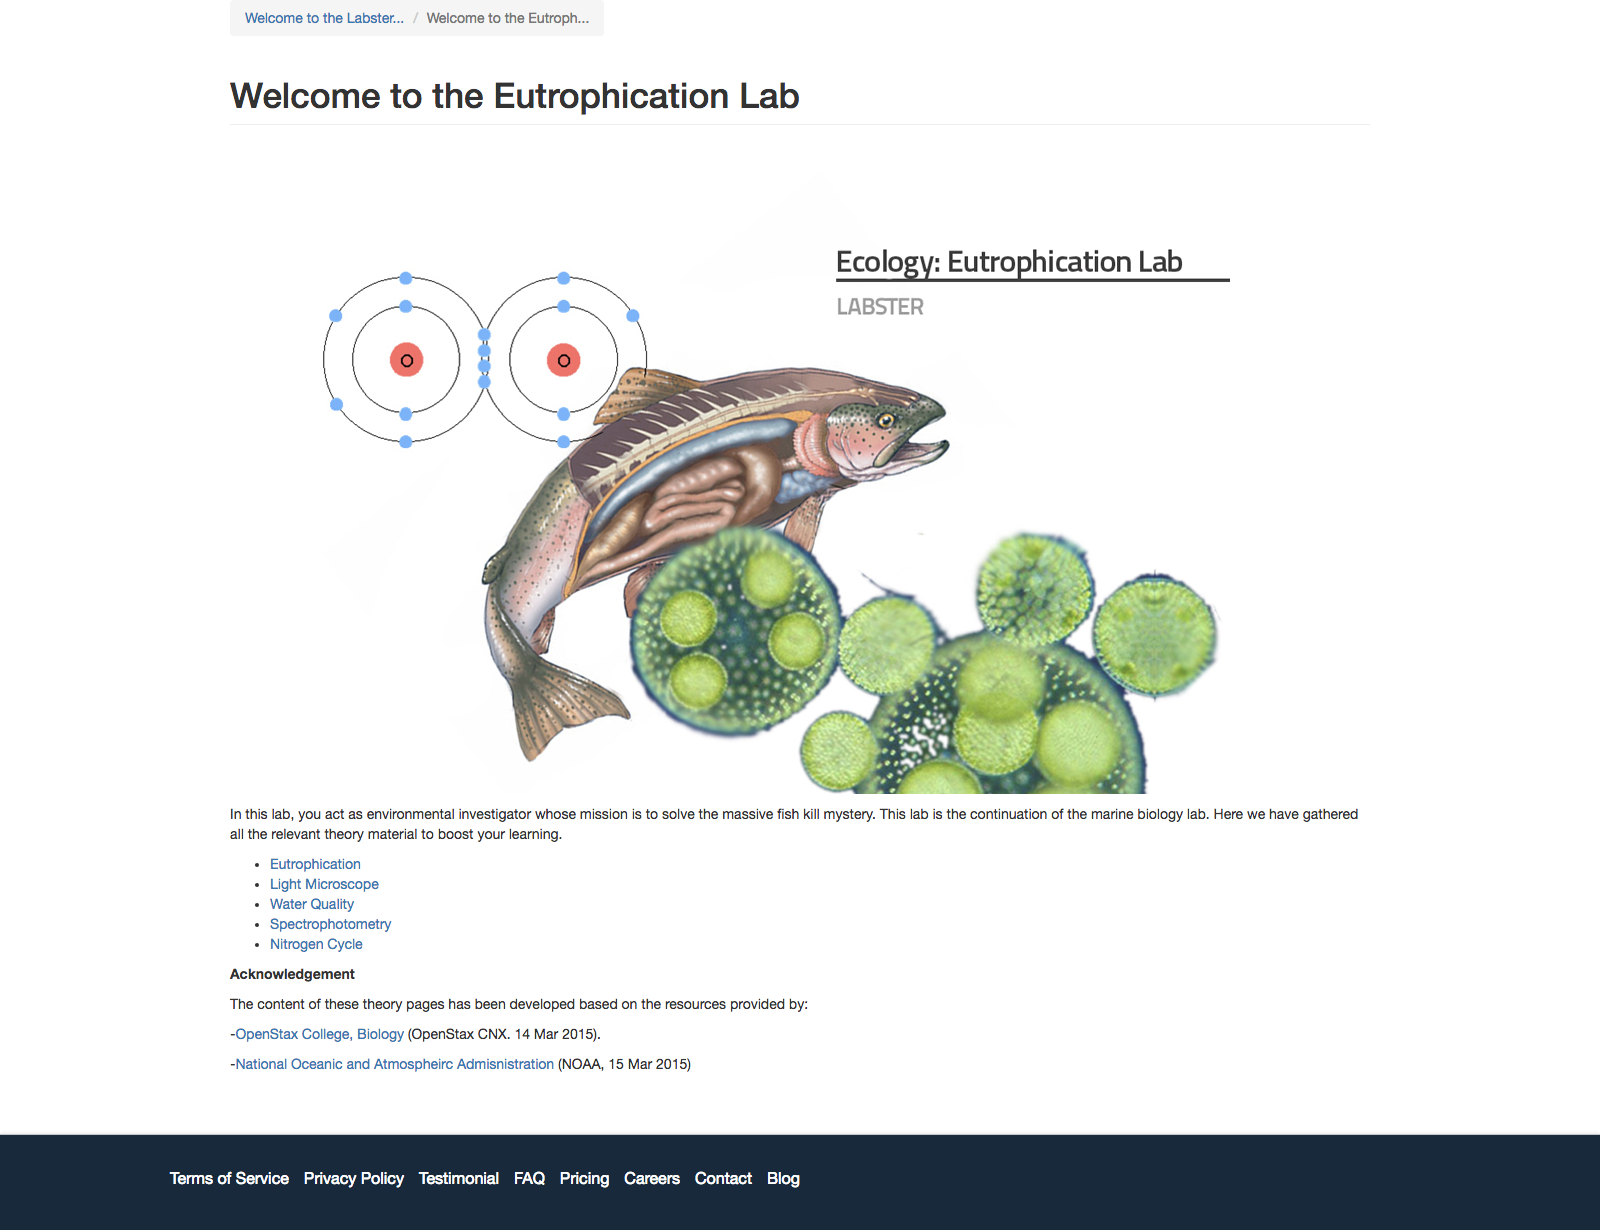 Welcome to the Labster... / Welcome to the Eutroph...
Welcome to the Eutrophication Lab
Ecology: Eutrophication Lab
LABSTER
O O
In this lab, you act as environmental investigator whose mission is to solve the massive fish kill mystery. This lab is the continuation of the marine biology lab. Here we have gathered
all the relevant theory material to boost your learning.
• Eutrophication
• Light Microscope
• Water Quality
• Spectrophotometry
• Nitrogen Cycle
Acknowledgement
The content of these theory pages has been developed based on the resources provided by:
-OpenStax College, Biology (OpenStax CNX. 14 Mar 2015).
-National Oceanic and Atmospheirc Admisnistration (NOAA, 15 Mar 2015)
Terms of Service Privacy Policy Testimonial FAQ Pricing Careers Contact Blog